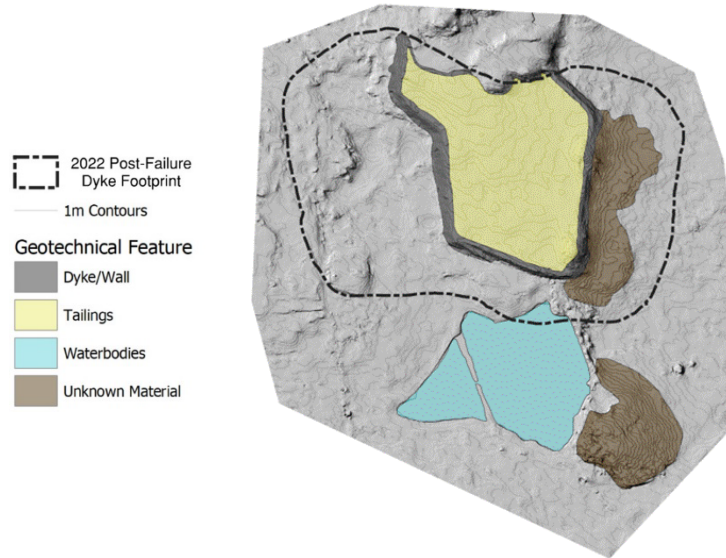 2022 Post-Failure
Dyke Footprint
1m Contours
Geotechnical Feature
Dyke/Wall
Tailings
Waterbodies
Unknown Material